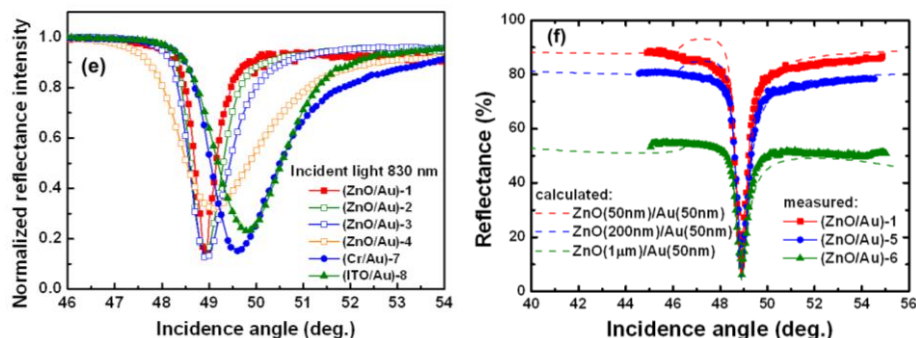 (e)
Normalized reflectance intensity
1.0
0.8
0.6
0.4
0.2
0.0
Incident light 830 nm
(ZnO/Au)-1
(ZnO/Au)-2
(ZnO/Au)-3
(ZnO/Au)-4
(Cr/Au)-7
(ITO/Au)-8
46 47 48 49 50 51 52 53 54
Incidence angle (deg.)
(f)
Reflectance (%)
100
80
60
40
20
0
calculated:
ZnO(50nm)/Au(50nm)
ZnO(200nm)/Au(50nm)
ZnO(1μm)/Au(50nm)
measured:
(ZnO/Au)-1
(ZnO/Au)-5
(ZnO/Au)-6
40 42 44 46 48 50 52 54 56
Incidence angle (deg.)